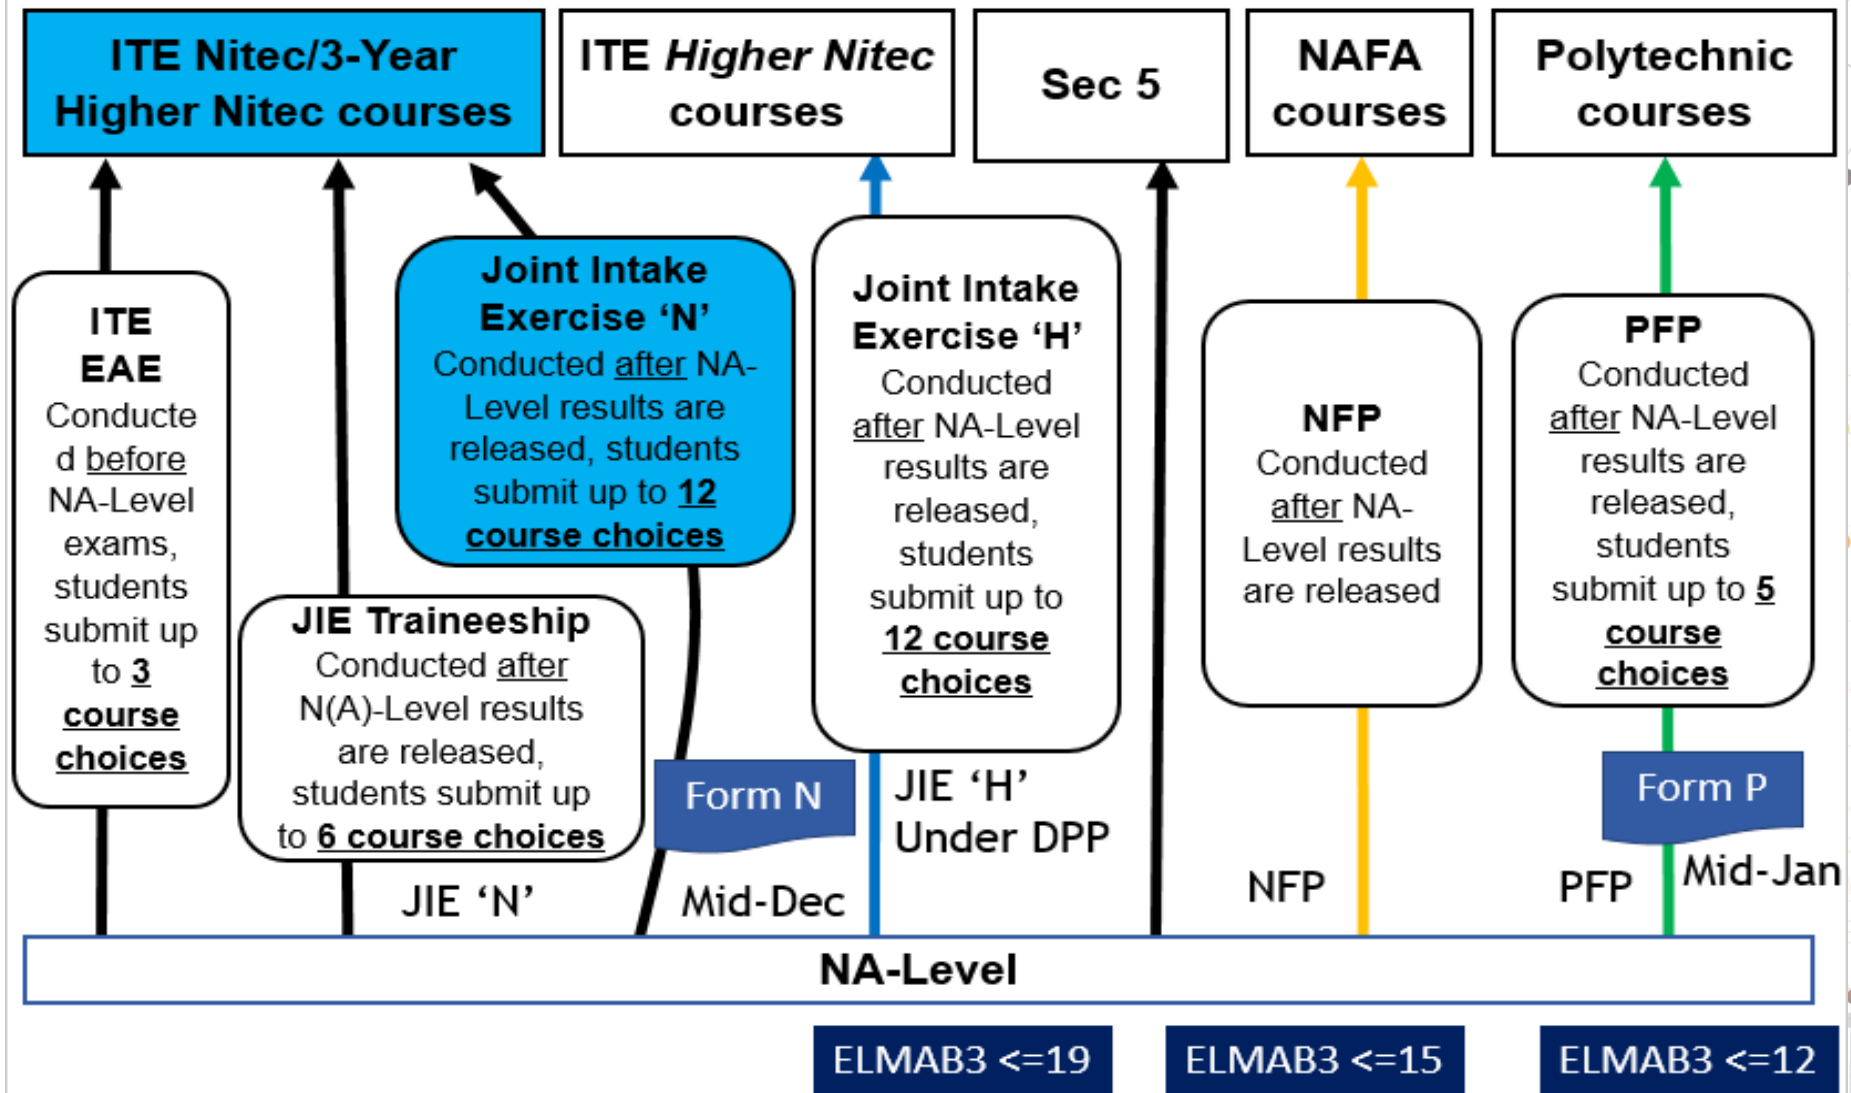 ITE Nitec/3-Year
Higher Nitec courses
ITE Higher Nitec
courses
Sec 5
NAFA
courses
Polytechnic
courses
ITE
EAE
Conducte
d before
NA-Level
exams,
students
submit up
to 3
course
choices
JIE Traineeship
Conducted after
N(A)-Level results
are released,
students submit up
to 6 course choices
Joint Intake
Exercise ‘N’
Conducted after NA-
Level results are
released, students
submit up to 12
course choices
Joint Intake
Exercise ‘H’
Conducted
after NA-Level
results are
released,
students
submit up to
12 course
choices
NFP
Conducted
after NA-
Level results
are released
PFP
Conducted
after NA-Level
results are
released,
students
submit up to 5
course
choices
Form N
JIE ‘H’
Under DPP
Form P
JIE ‘N’
Mid-Dec
NFP
PFP
Mid-Jan
NA-Level
ELMAB3 <=19
ELMAB3 <=15
ELMAB3 <=12